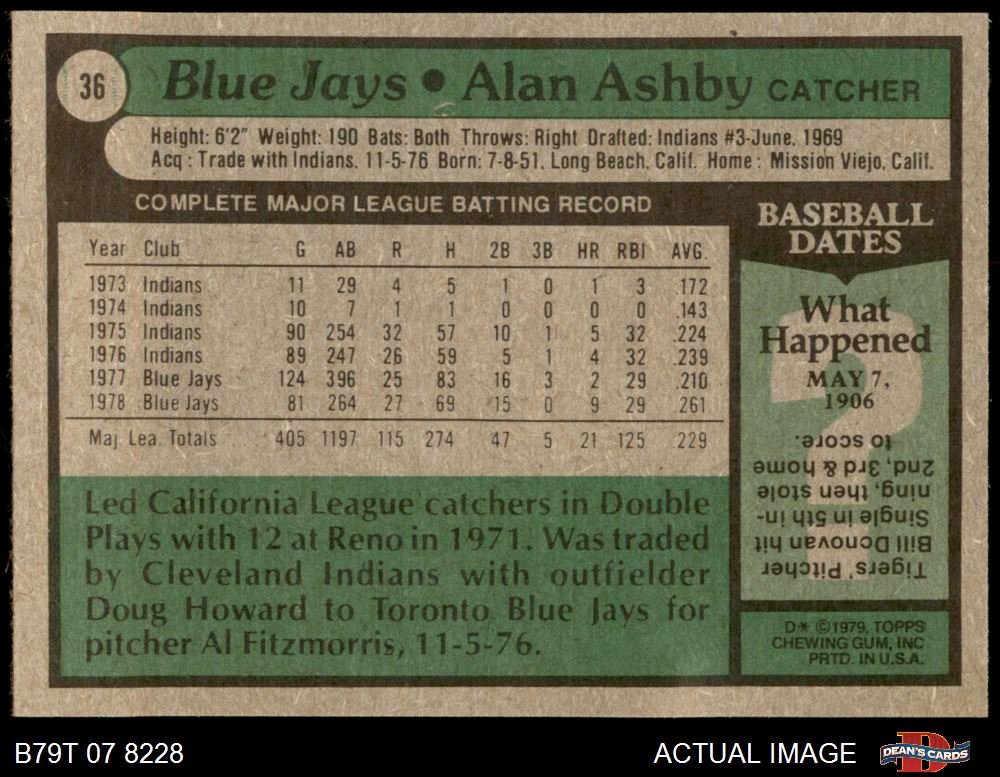 36
Blue Jays • Alan Ashby CATCHER
Height: 6'2" Weight: 190 Bats: Both Throws: Right Drafted: Indians #3-June, 1969
Acq: Trade with Indians, 11-5-76 Born: 7-8-51, Long Beach, Calif. Home: Mission Viejo, Calif.
COMPLETE MAJOR LEAGUE BATTING RECORD
Year Club G AB R H 2B 3B HR RBI AVG.
1973 Indians 11 29 4 5 1 0 1 3 .172
1974 Indians 10 7 1 1 0 0 0 0 .143
1975 Indians 90 254 32 57 10 1 5 32 .224
1976 Indians 89 247 26 59 5 1 4 32 .239
1977 Blue Jays 124 396 25 83 16 3 2 29 .210
1978 Blue Jays 81 264 27 69 15 0 9 29 .261
Maj. Lea. Totals 405 1197 115 274 47 5 21 125 .229
Led California League catchers in Double
Plays with 12 at Reno in 1971. Was traded
by Cleveland Indians with outfielder
Doug Howard to Toronto Blue Jays for
pitcher Al Fitzmorris, 11-5-76.
BASEBALL
DATES
What
Happened
MAY 7,
1906
Tigers' Pitcher
Bill Donovan hit
Single in 5th in-
ning, then stole
2nd, 3rd & home
to score.
D* ©1979, TOPPS
CHEWING GUM, INC
PRTD. IN U.S.A.
B79T 07 8228
ACTUAL IMAGE
D
DEAN'S CARDS